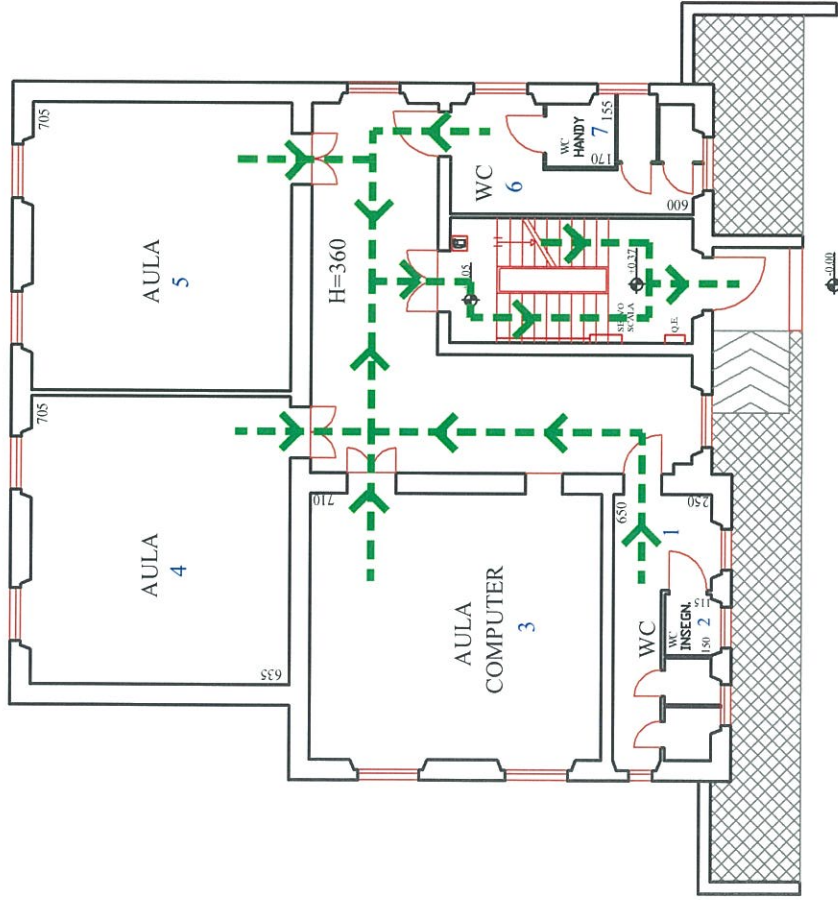 705
AULA
5
705
AULA
4
635
H=360
WC
6
WC
HANDY
7
155
170
600
+0.37
SERVO
SCALA
Q.E.
±0.00
710
AULA
COMPUTER
3
650
250
1
WC
WC
INSEGN.
2
115
150